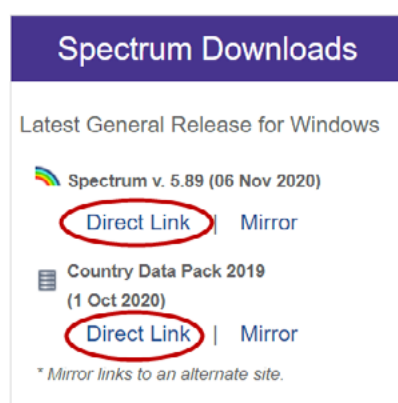 Spectrum Downloads
Latest General Release for Windows
Spectrum v. 5.89 (06 Nov 2020)
Direct Link | Mirror
Country Data Pack 2019
(1 Oct 2020)
Direct Link | Mirror
* Mirror links to an alternate site.